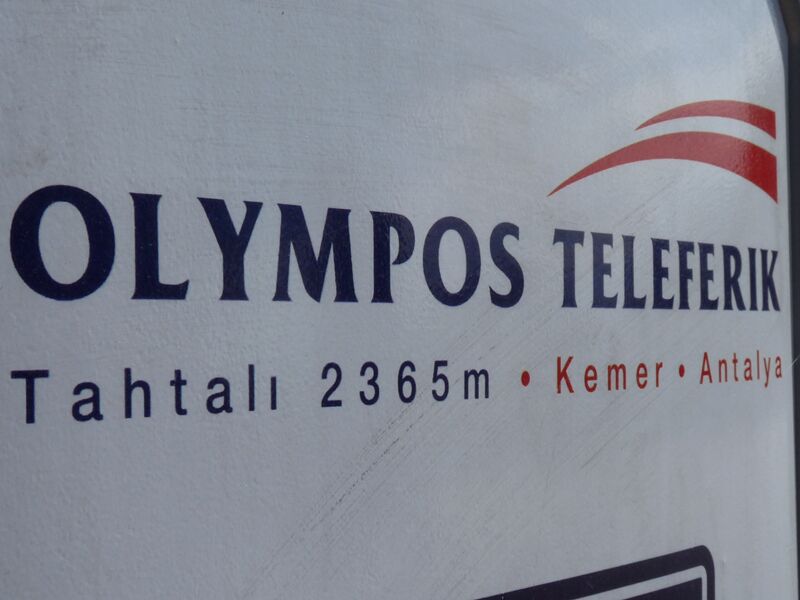 OLYMPOS TELEFERIK
Tahtalı 2365m • Kemer • Antalya